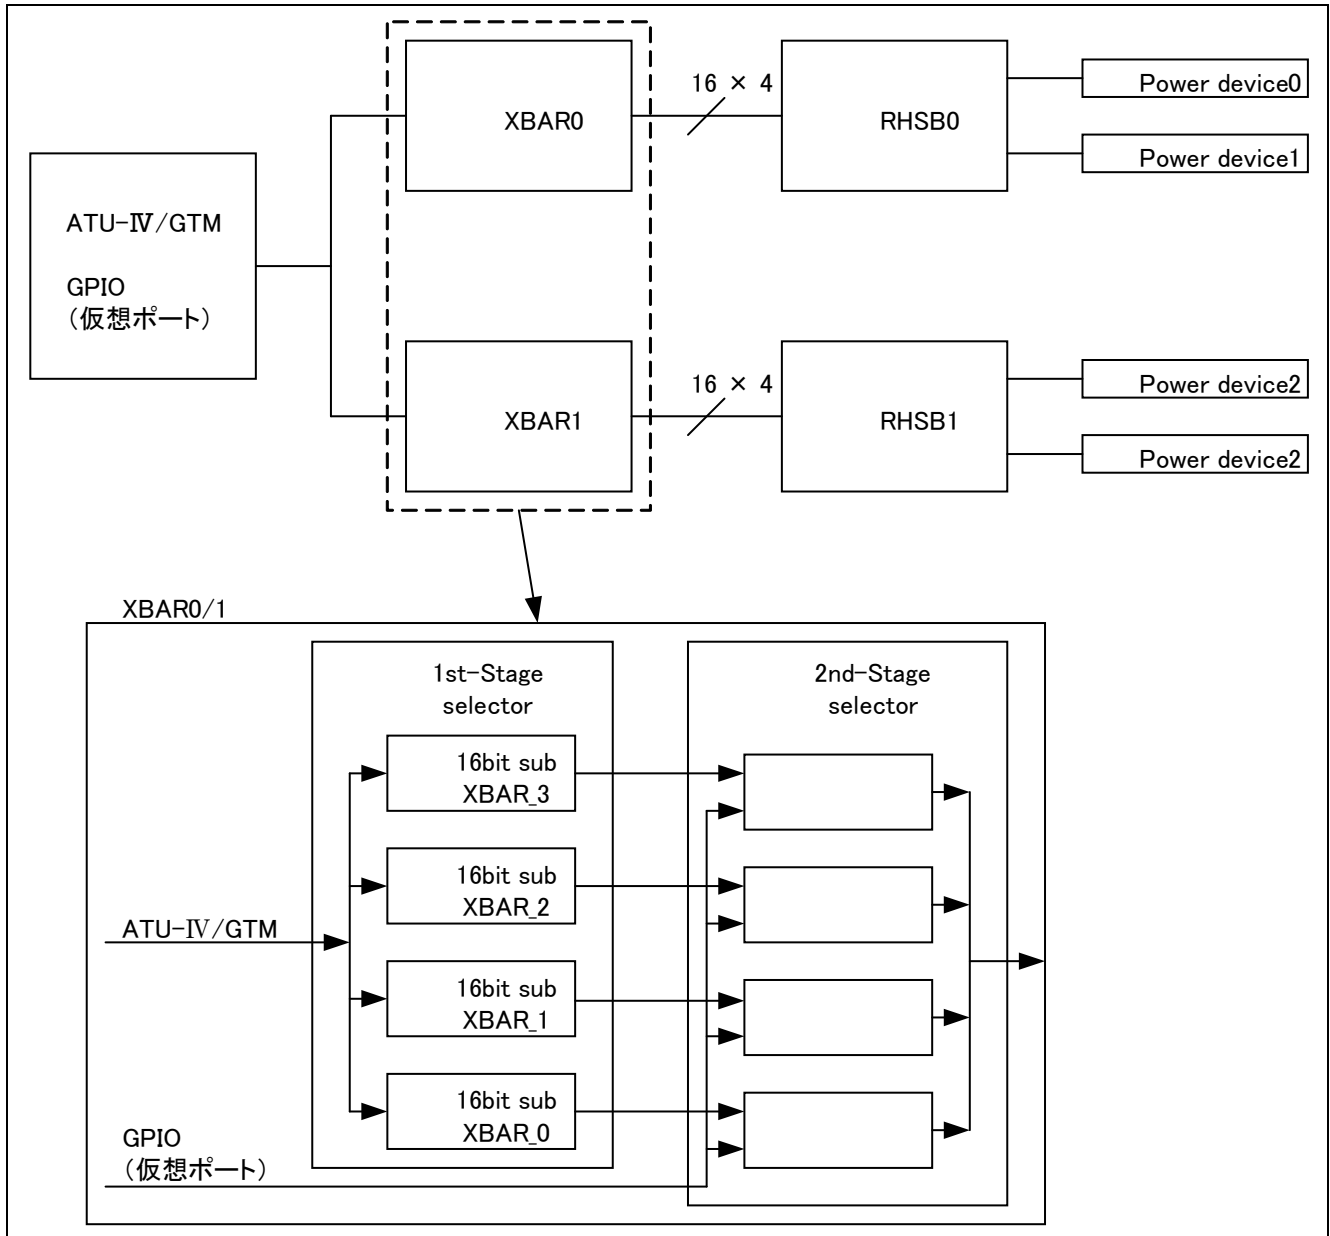 ATU-Ⅳ/GTM
GPIO
(仮想ポート)
XBAR0
16 × 4
RHSB0
Power device0
Power device1
XBAR1
16 × 4
RHSB1
Power device2
Power device2
XBAR0/1
1st-Stage
selector
2nd-Stage
selector
16bit sub
XBAR_3
16bit sub
XBAR_2
ATU-Ⅳ/GTM
16bit sub
XBAR_1
16bit sub
XBAR_0
GPIO
(仮想ポート)